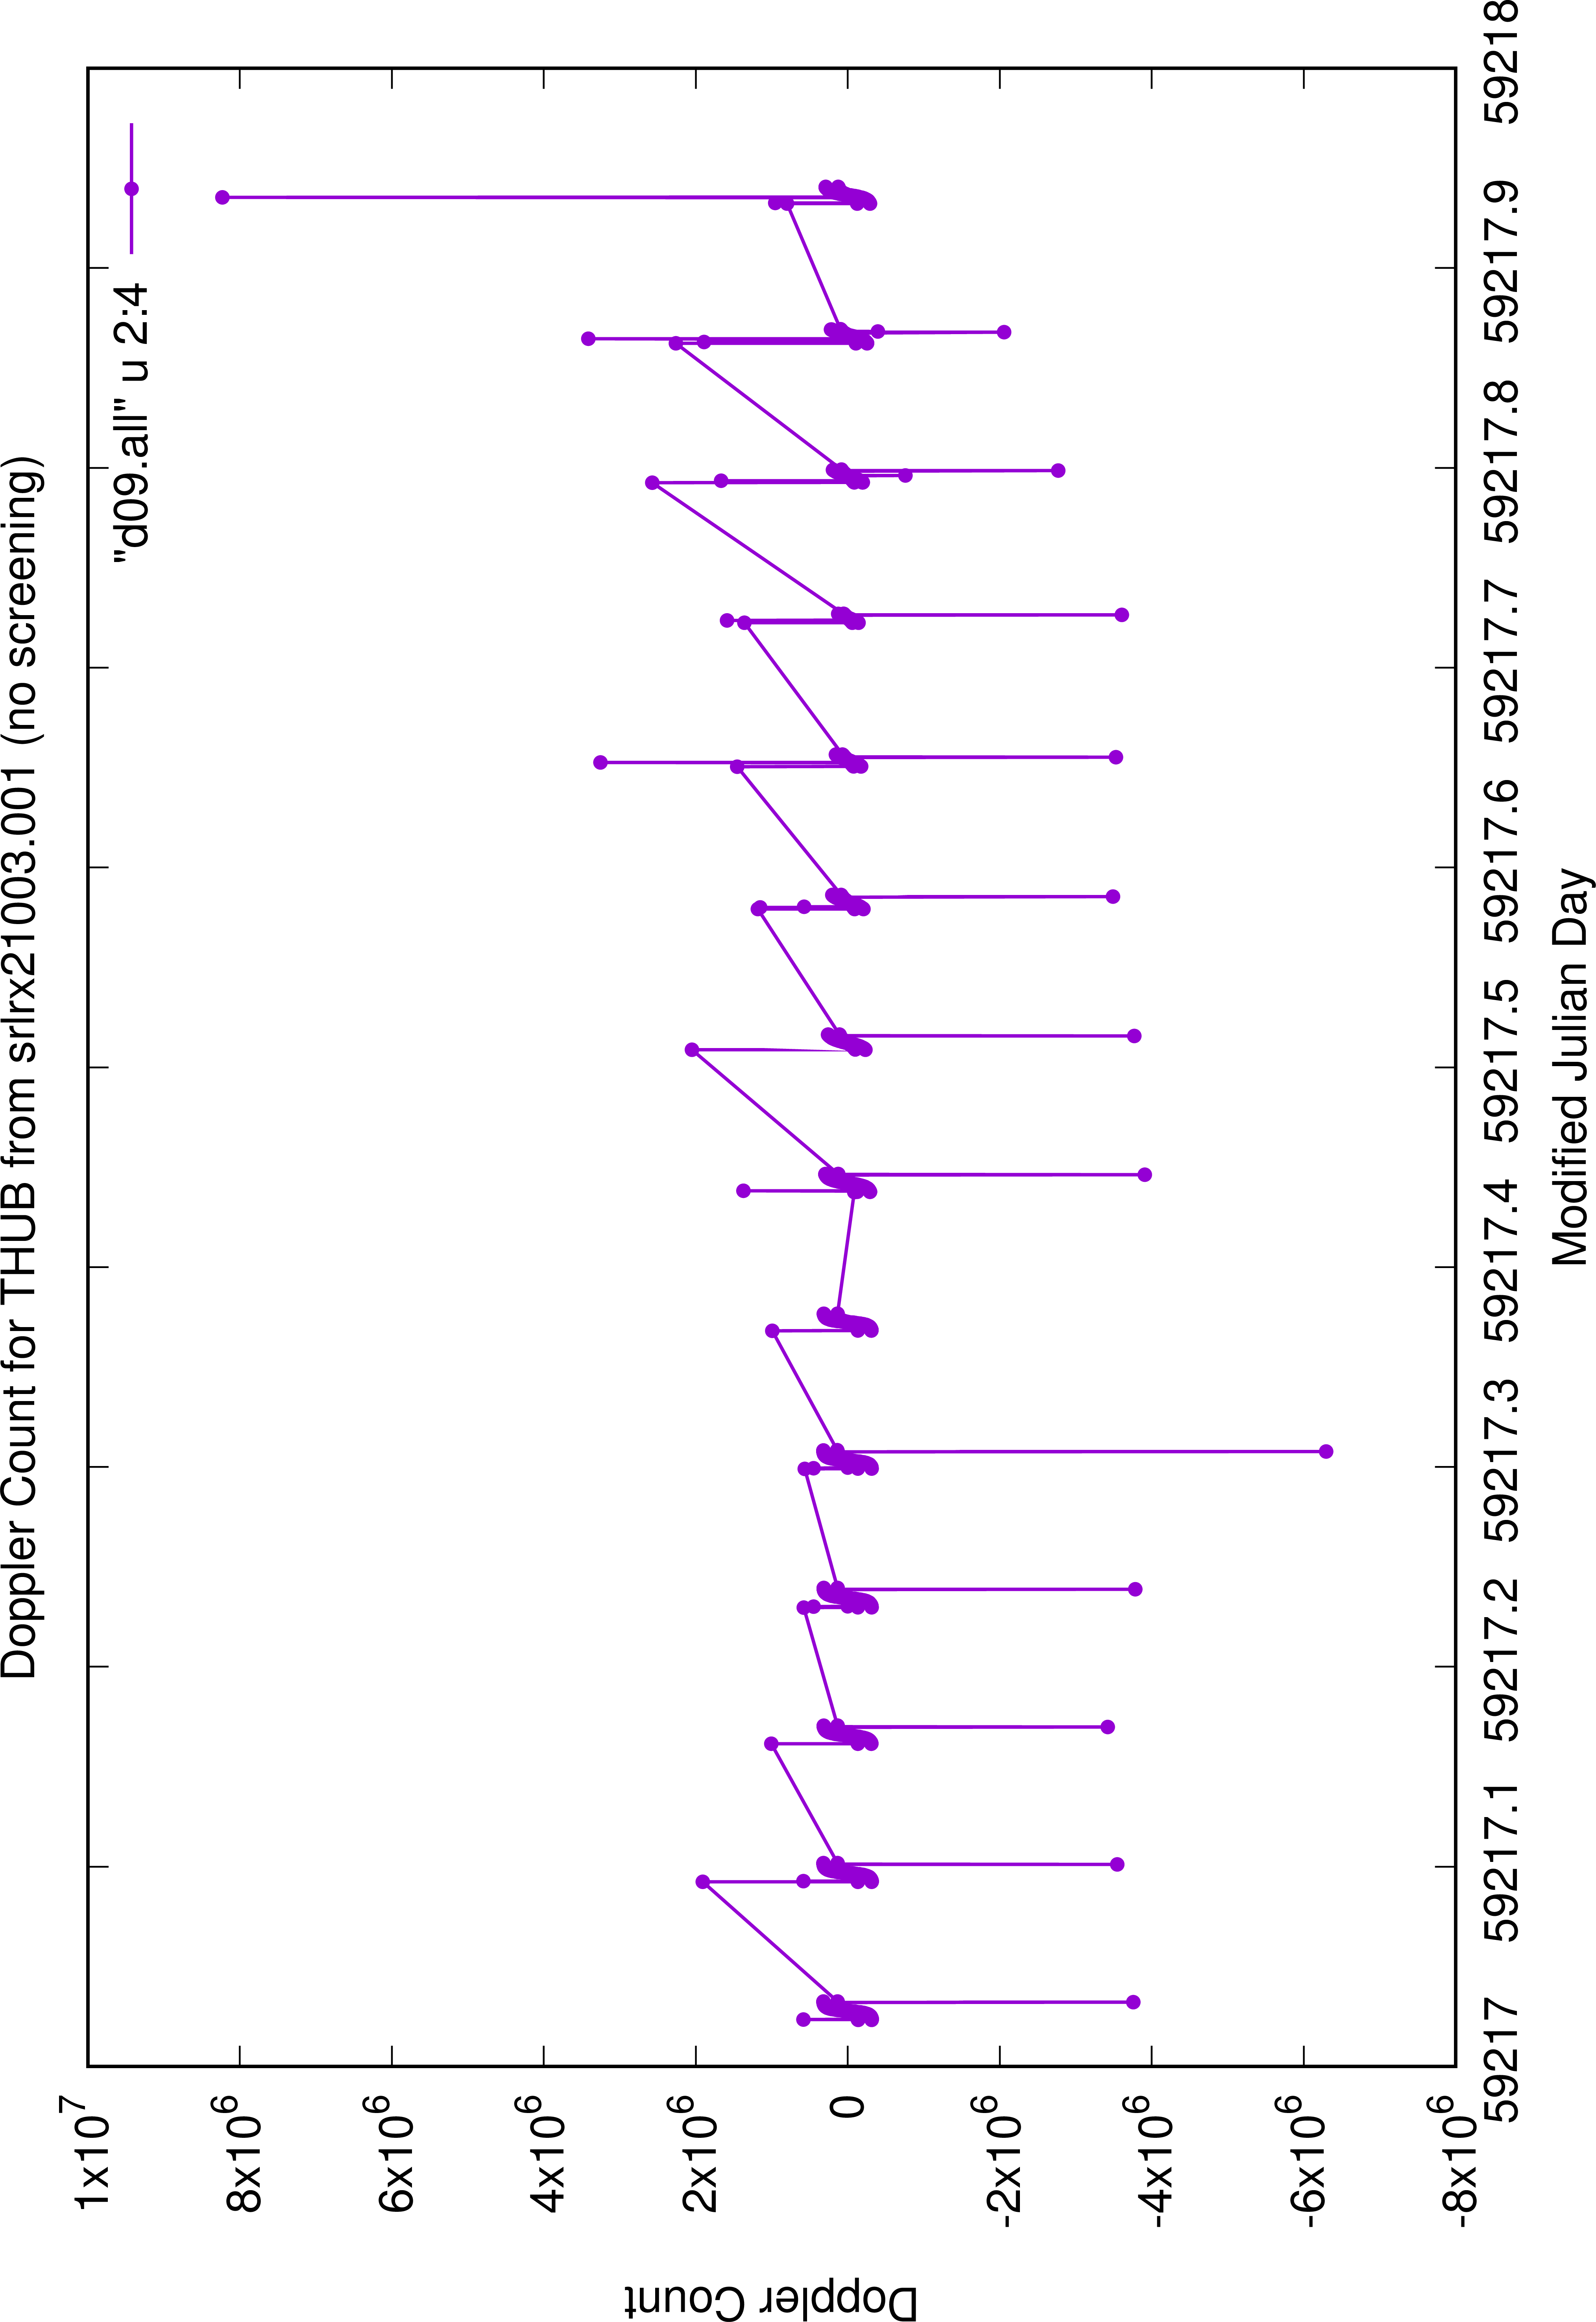 Doppler Count for THUB from srlrx21003.001 (no screening)
"d09.all" u 2:4
1x10^7
8x10^6
6x10^6
4x10^6
2x10^6
0
-2x10^6
-4x10^6
-6x10^6
-8x10^6
Doppler Count
59217
59217.1
59217.2
59217.3
59217.4
59217.5
59217.6
59217.7
59217.8
59217.9
59218
Modified Julian Day